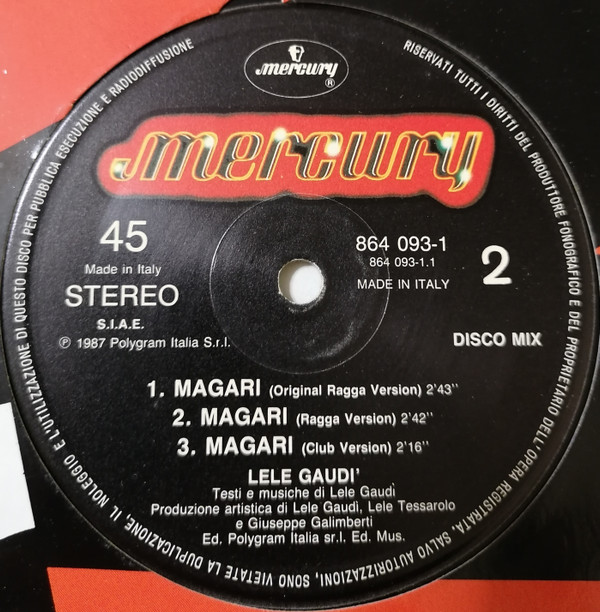 mercury
®
mercury
45
Made in Italy
STEREO
S.I.A.E.
℗ 1987 Polygram Italia S.r.l.
864 093-1
864 093-1.1
MADE IN ITALY
2
DISCO MIX
1. MAGARI (Original Ragga Version) 2'43''
2. MAGARI (Ragga Version) 2'42''
3. MAGARI (Club Version) 2'16''
LELE GAUDI'
Testi e musiche di Lele Gaudì
Produzione artistica di Lele Gaudì, Lele Tessarolo
e Giuseppe Galimberti
Ed. Polygram Italia srl. Ed. Mus.
RISERVATI TUTTI I DIRITTI DEL PRODUTTORE FONOGRAFICO E DEL PROPRIETARIO DELL'OPERA REGISTRATA. SALVO AUTORIZZAZIONI, SONO VIETATE LA DUPLICAZIONE, IL NOLEGGIO E L'UTILIZZAZIONE DI QUESTO DISCO PER PUBBLICA ESECUZIONE E RADIODIFFUSIONE